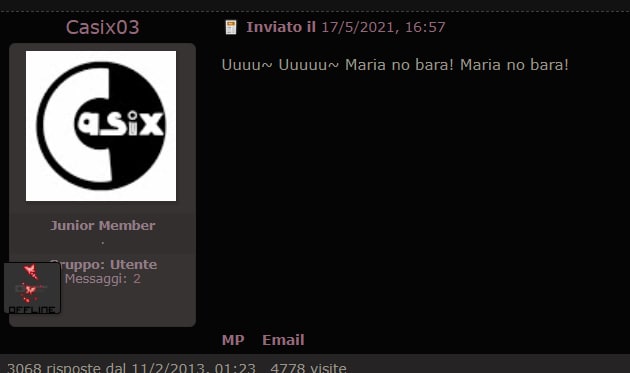 Casix03
Inviato il 17/5/2021, 16:57
Uuuu~ Uuuuu~ Maria no bara! Maria no bara!
Casix
Junior Member
.
Gruppo: Utente
Messaggi: 2
OFFLINE
MP Email
3068 risposte dal 11/2/2013, 01:23 4778 visite